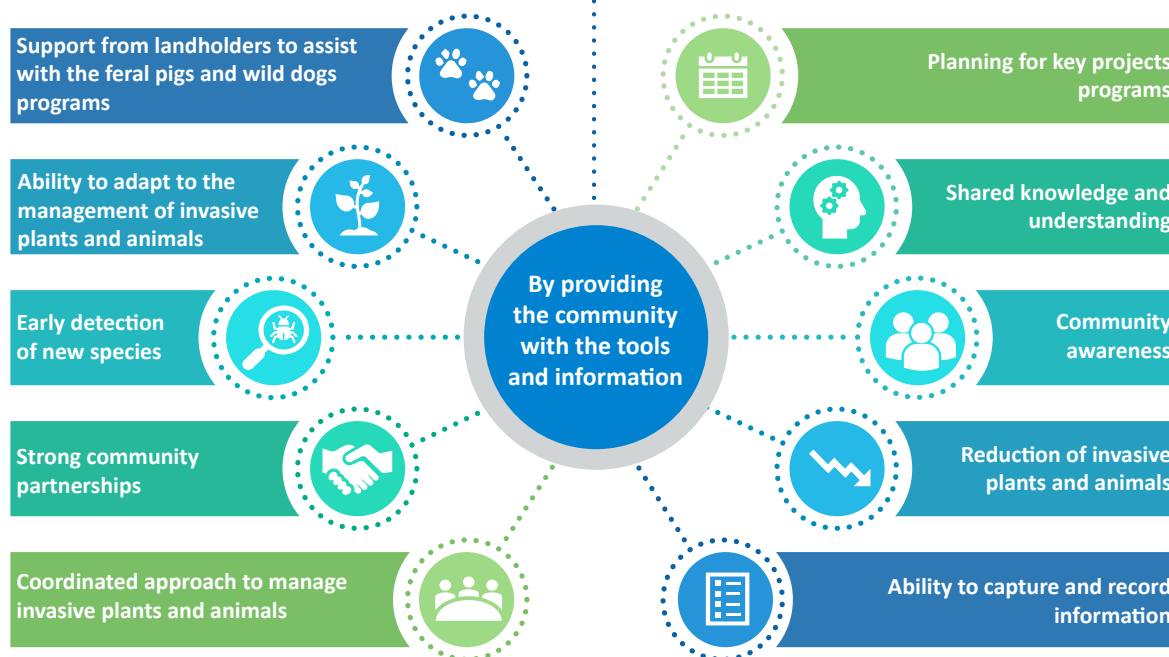 Support from landholders to assist
with the feral pigs and wild dogs
programs
Ability to adapt to the
management of invasive
plants and animals
Early detection
of new species
Strong community
partnerships
Coordinated approach to manage
invasive plants and animals
By providing
the community
with the tools
and information
Planning for key projects
programs
Shared knowledge and
understanding
Community
awareness
Reduction of invasive
plants and animals
Ability to capture and record
information